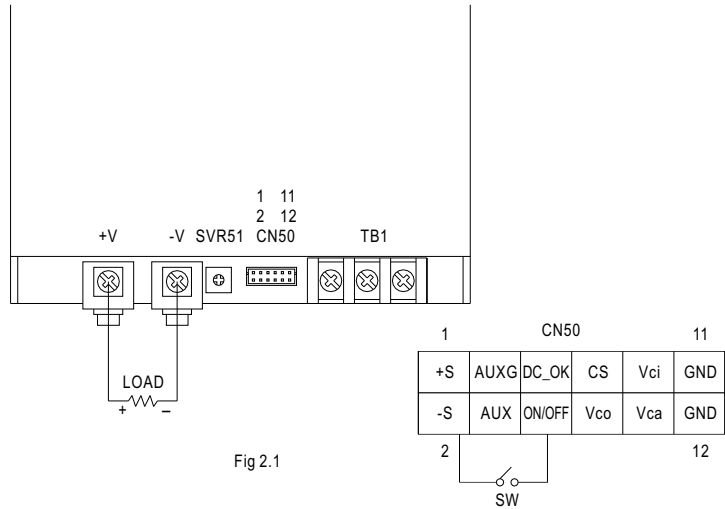 1 11
2 12
+V -V SVR51 CN50 TB1
LOAD
+ −
Fig 2.1
1 CN50 11
+S AUXG DC_OK CS Vci GND
-S AUX ON/OFF Vco Vca GND
2 12
SW